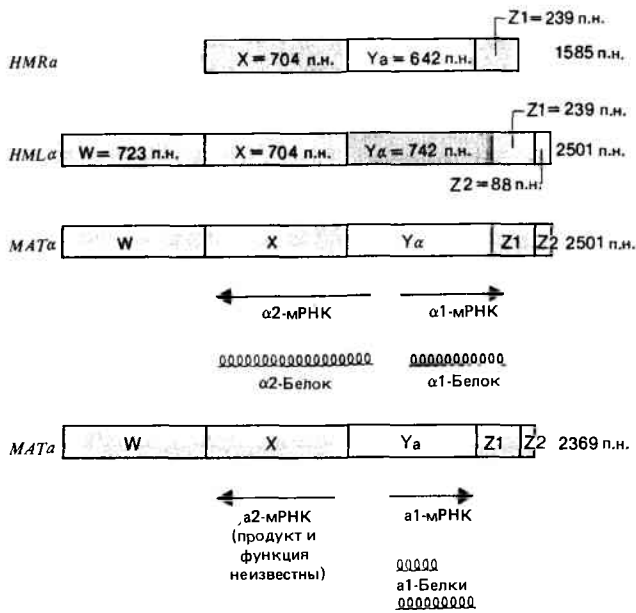 Z1 = 239 п.н.
HMRa X = 704 п.н. Ya = 642 п.н. 1585 п.н.
Z1 = 239 п.н.
HMLα W = 723 п.н. X = 704 п.н. Yα = 742 п.н. 2501 п.н.
Z2 = 88 п.н.
MATα W X Yα Z1 Z2 2501 п.н.
α2-мРНК α1-мРНК
α2-Белок α1-Белок
MATa W X Ya Z1 Z2 2369 п.н.
a2-мРНК a1-мРНК
(продукт и
функция
неизвестны)
a1-Белки